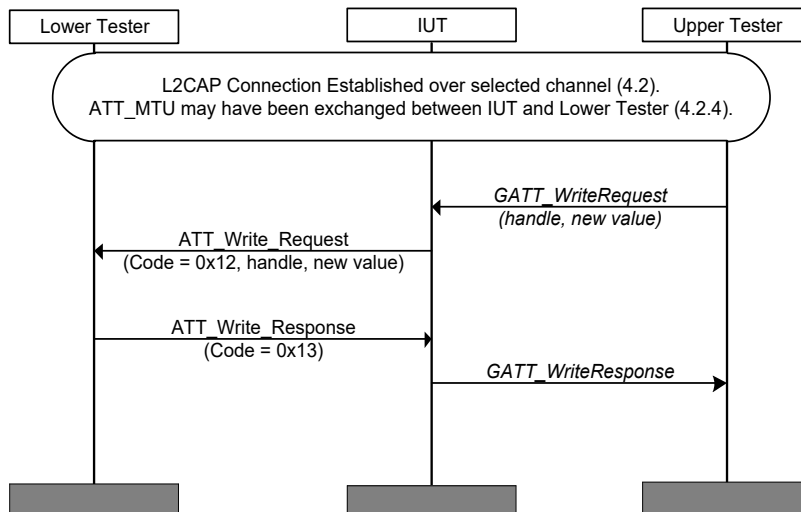 Lower Tester
IUT
Upper Tester
L2CAP Connection Established over selected channel (4.2).
ATT_MTU may have been exchanged between IUT and Lower Tester (4.2.4).
GATT_WriteRequest
(handle, new value)
ATT_Write_Request
(Code = 0x12, handle, new value)
ATT_Write_Response
(Code = 0x13)
GATT_WriteResponse